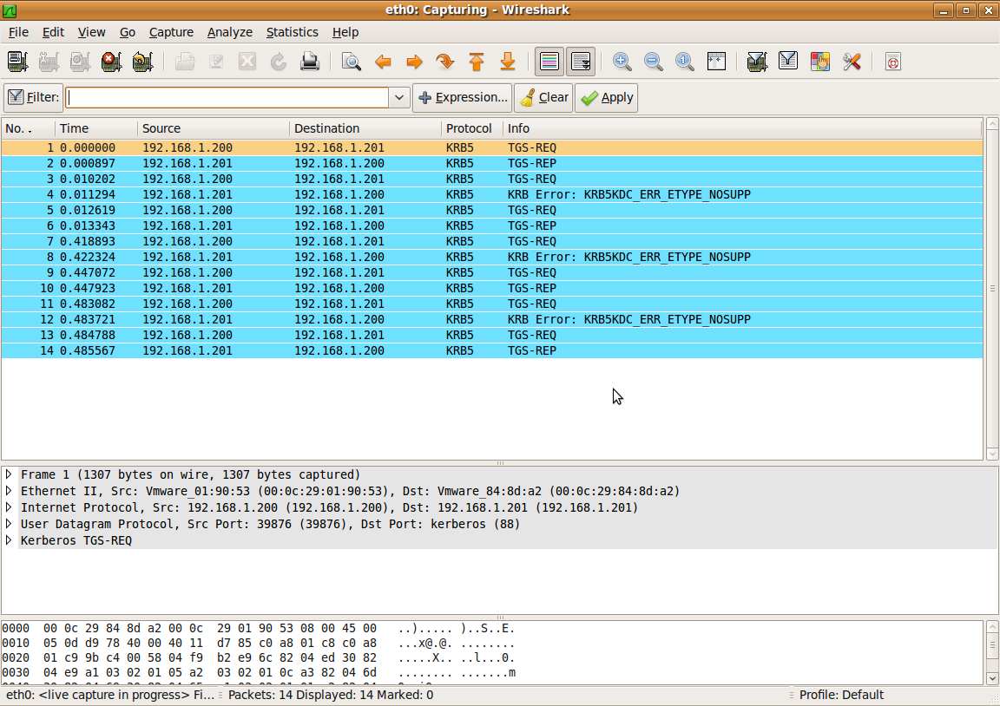 eth0: Capturing - Wireshark
File Edit View Go Capture Analyze Statistics Help
Filter: Expression... Clear Apply
No. Time Source Destination Protocol Info
1 0.000000 192.168.1.200 192.168.1.201 KRB5 TGS-REQ
2 0.000897 192.168.1.201 192.168.1.200 KRB5 TGS-REP
3 0.010202 192.168.1.200 192.168.1.201 KRB5 TGS-REQ
4 0.011294 192.168.1.201 192.168.1.200 KRB5 KRB Error: KRB5KDC_ERR_ETYPE_NOSUPP
5 0.012619 192.168.1.200 192.168.1.201 KRB5 TGS-REQ
6 0.013343 192.168.1.201 192.168.1.200 KRB5 TGS-REP
7 0.418893 192.168.1.200 192.168.1.201 KRB5 TGS-REQ
8 0.422324 192.168.1.201 192.168.1.200 KRB5 KRB Error: KRB5KDC_ERR_ETYPE_NOSUPP
9 0.447072 192.168.1.200 192.168.1.201 KRB5 TGS-REQ
10 0.447923 192.168.1.201 192.168.1.200 KRB5 TGS-REP
11 0.483082 192.168.1.200 192.168.1.201 KRB5 TGS-REQ
12 0.483721 192.168.1.201 192.168.1.200 KRB5 KRB Error: KRB5KDC_ERR_ETYPE_NOSUPP
13 0.484788 192.168.1.200 192.168.1.201 KRB5 TGS-REQ
14 0.485567 192.168.1.201 192.168.1.200 KRB5 TGS-REP
Frame 1 (1307 bytes on wire, 1307 bytes captured)
Ethernet II, Src: Vmware_01:90:53 (00:0c:29:01:90:53), Dst: Vmware_84:8d:a2 (00:0c:29:84:8d:a2)
Internet Protocol, Src: 192.168.1.200 (192.168.1.200), Dst: 192.168.1.201 (192.168.1.201)
User Datagram Protocol, Src Port: 39876 (39876), Dst Port: kerberos (88)
Kerberos TGS-REQ
0000 00 0c 29 84 8d a2 00 0c 29 01 90 53 08 00 45 00 ..)..... )..S..E.
0010 05 0d d9 78 40 00 40 11 d7 85 c0 a8 01 c8 c0 a8 ...x@.@. ........
0020 01 c9 9b c4 00 58 04 f9 b2 e9 6c 82 04 ed 30 82 .....X.. ..l...0.
0030 04 e9 a1 03 02 01 05 a2 03 02 01 0c a3 82 04 6d ........ .......m
eth0: <live capture in progress> Fi... Packets: 14 Displayed: 14 Marked: 0 Profile: Default